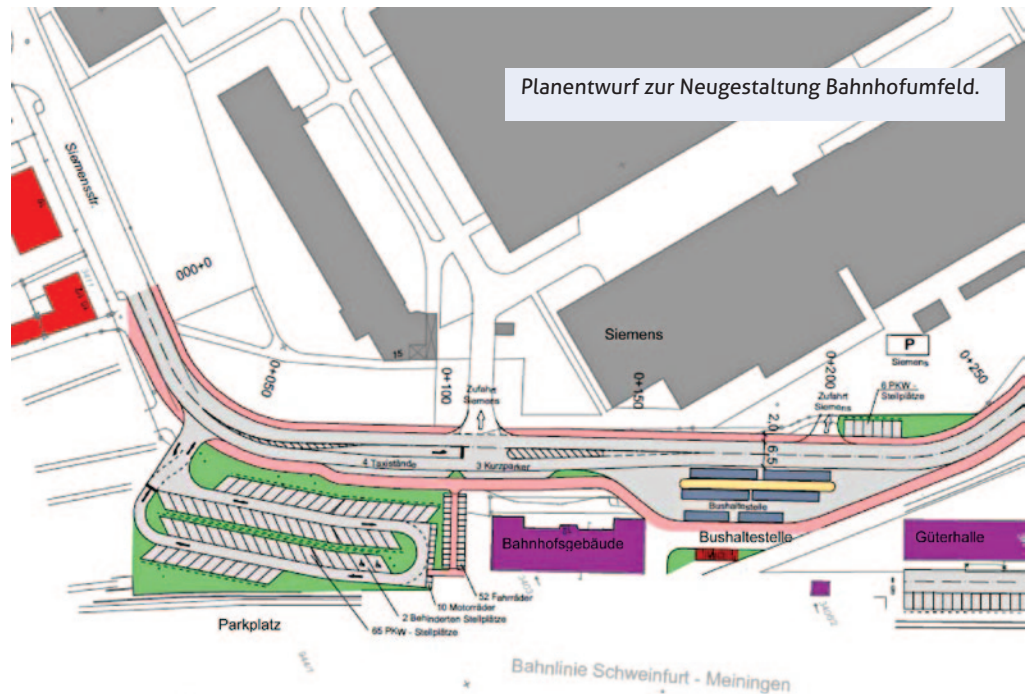 Planentwurf zur Neugestaltung Bahnhofumfeld.
Siemensstr.
000+0
0+050
0+100
0+150
0+200
0+250
15
Siemens
Zufahrt
Siemens
P
Siemens
Zufahrt
Siemens
6 PKW -
Stellplätze
2.0
6.5
4 Taxistände
3 Kurzparker
Bushaltestelle
Bushaltestelle
Bahnhofsgebäude
Güterhalle
52 Fahrräder
10 Motorräder
2 Behinderten Stellplätze
65 PKW - Stellplätze
Parkplatz
Bahnlinie Schweinfurt - Meiningen